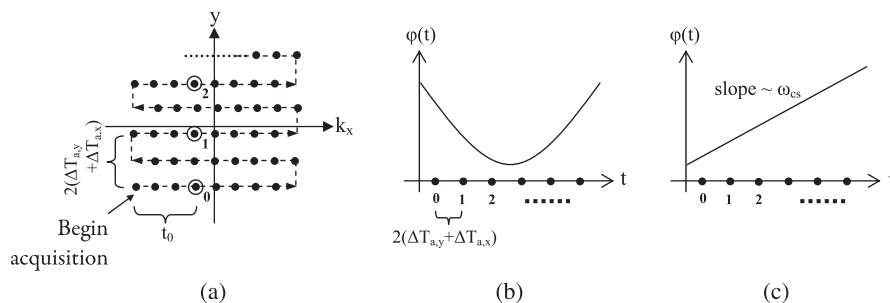 y
2
k_x
1
2(ΔT_a,y
+ΔT_a,x)
0
Begin
acquisition
t_0
(a)
φ(t)
t
0 1 2
2(ΔT_a,y+ΔT_a,x)
(b)
φ(t)
slope ~ ω_cs
t
0 1 2
(c)